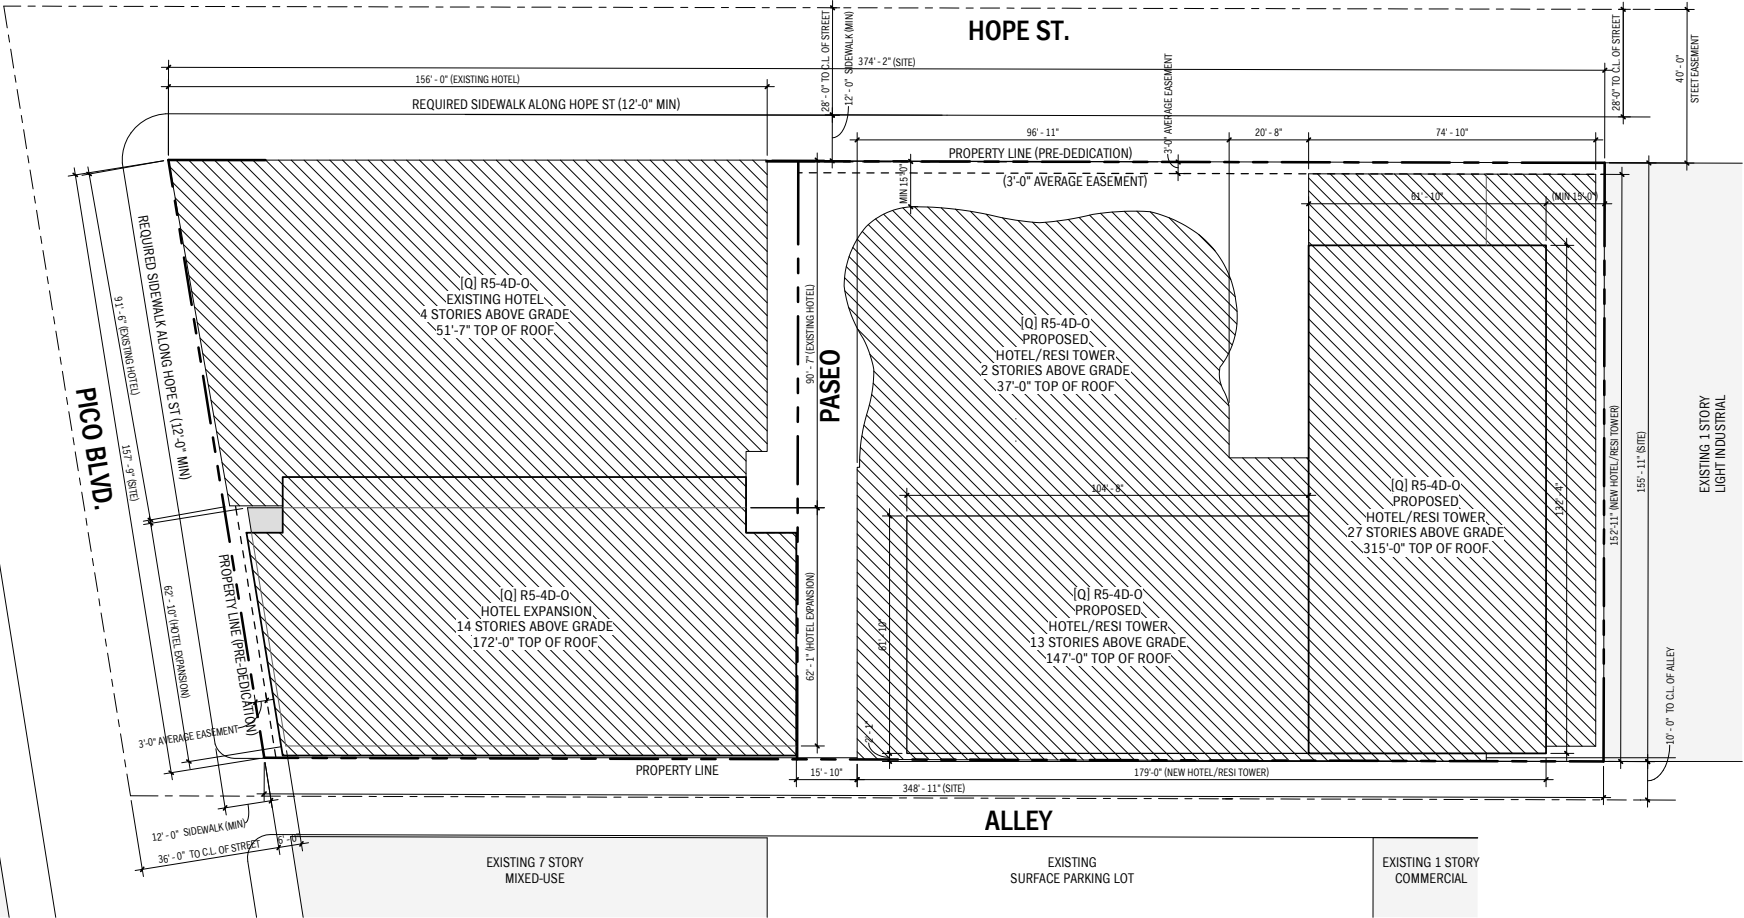 HOPE ST.
28'- 0" TO C.L. OF STREET
12' - 0" SIDEWALK (MIN)
374' - 2" (SITE)
28'-0" TO C.L. OF STREET
40' - 0"
STEET EASEMENT
156' - 0" (EXISTING HOTEL)
REQUIRED SIDEWALK ALONG HOPE ST (12'-0" MIN)
3'-0" AVERAGE EASEMENT
96' - 11"
20' - 8"
74' - 10"
PROPERTY LINE (PRE-DEDICATION)
(3'-0" AVERAGE EASEMENT)
MIN 15'-0"
61' - 10"
(MIN 15'-0")
REQUIRED SIDEWALK ALONG HOPE ST (12'-0" MIN)
91' - 6" (EXISTING HOTEL)
157' - 9" (SITE)
PICO BLVD.
[Q] R5-4D-O
EXISTING HOTEL
4 STORIES ABOVE GRADE
51'-7" TOP OF ROOF
90' - 7" (EXISTING HOTEL)
PASEO
[Q] R5-4D-O
PROPOSED
HOTEL/RESI TOWER
2 STORIES ABOVE GRADE
37'-0" TOP OF ROOF
[Q] R5-4D-O
PROPOSED
HOTEL/RESI TOWER
27 STORIES ABOVE GRADE
315'-0" TOP OF ROOF
132' - 4"
152'-11" (NEW HOTEL/RESI TOWER)
155' - 11" (SITE)
EXISTING 1 STORY
LIGHT INDUSTRIAL
104' - 8"
62' - 10" (HOTEL EXPANSION)
PROPERTY LINE (PRE-DEDICATION)
[Q] R5-4D-O
HOTEL EXPANSION
14 STORIES ABOVE GRADE
172'-0" TOP OF ROOF
62' - 1" (HOTEL EXPANSION)
61' - 10"
[Q] R5-4D-O
PROPOSED
HOTEL/RESI TOWER
13 STORIES ABOVE GRADE
147'-0" TOP OF ROOF
2' - 1"
10' - 0" TO C.L. OF ALLEY
3'-0" AVERAGE EASEMENT
PROPERTY LINE
15' - 10"
179'-0" (NEW HOTEL/RESI TOWER)
348' - 11" (SITE)
12' - 0" SIDEWALK (MIN)
36' - 0" TO C.L. OF STREET
6' - 0"
ALLEY
EXISTING 7 STORY
MIXED-USE
EXISTING
SURFACE PARKING LOT
EXISTING 1 STORY
COMMERCIAL